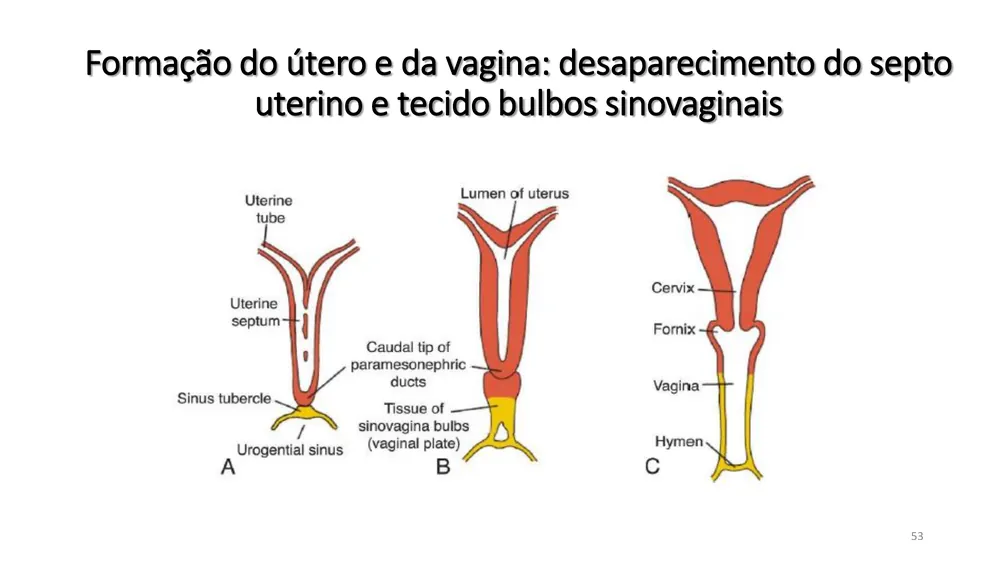 Formação do útero e da vagina: desaparecimento do septo
uterino e tecido bulbos sinovaginais
Uterine
tube
Uterine
septum
Sinus tubercle
Urogential sinus
A
Lumen of uterus
Caudal tip of
paramesonephric
ducts
Tissue of
sinovagina bulbs
(vaginal plate)
B
Cervix
Fornix
Vagina
Hymen
C
53